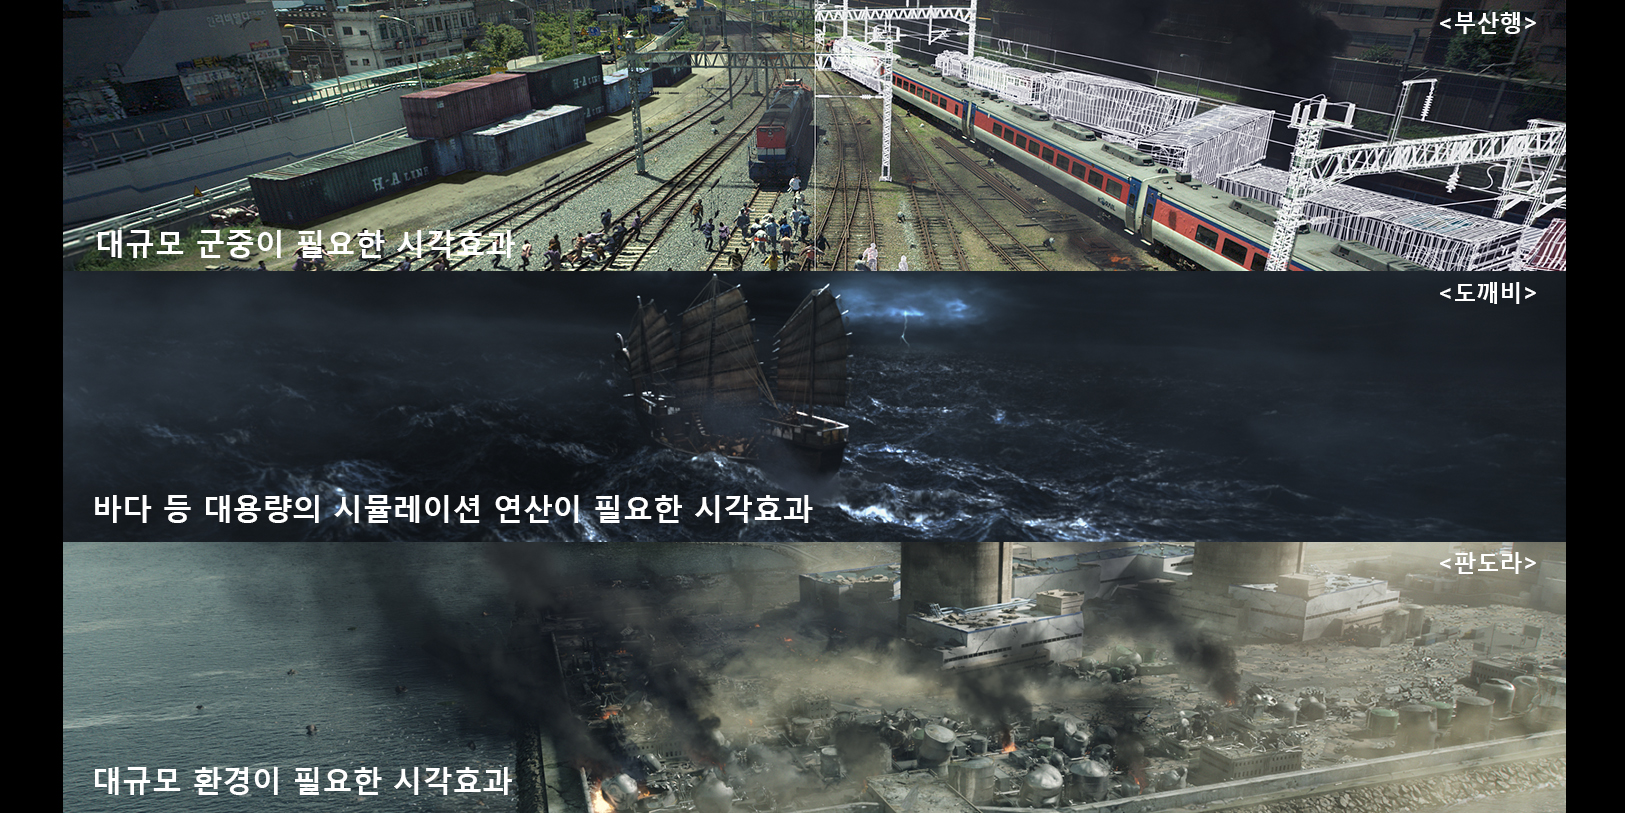 <부산행>
H-A LINE
H-A LINE
대규모 군중이 필요한 시각효과
<도깨비>
바다 등 대용량의 시뮬레이션 연산이 필요한 시각효과
<판도라>
대규모 환경이 필요한 시각효과